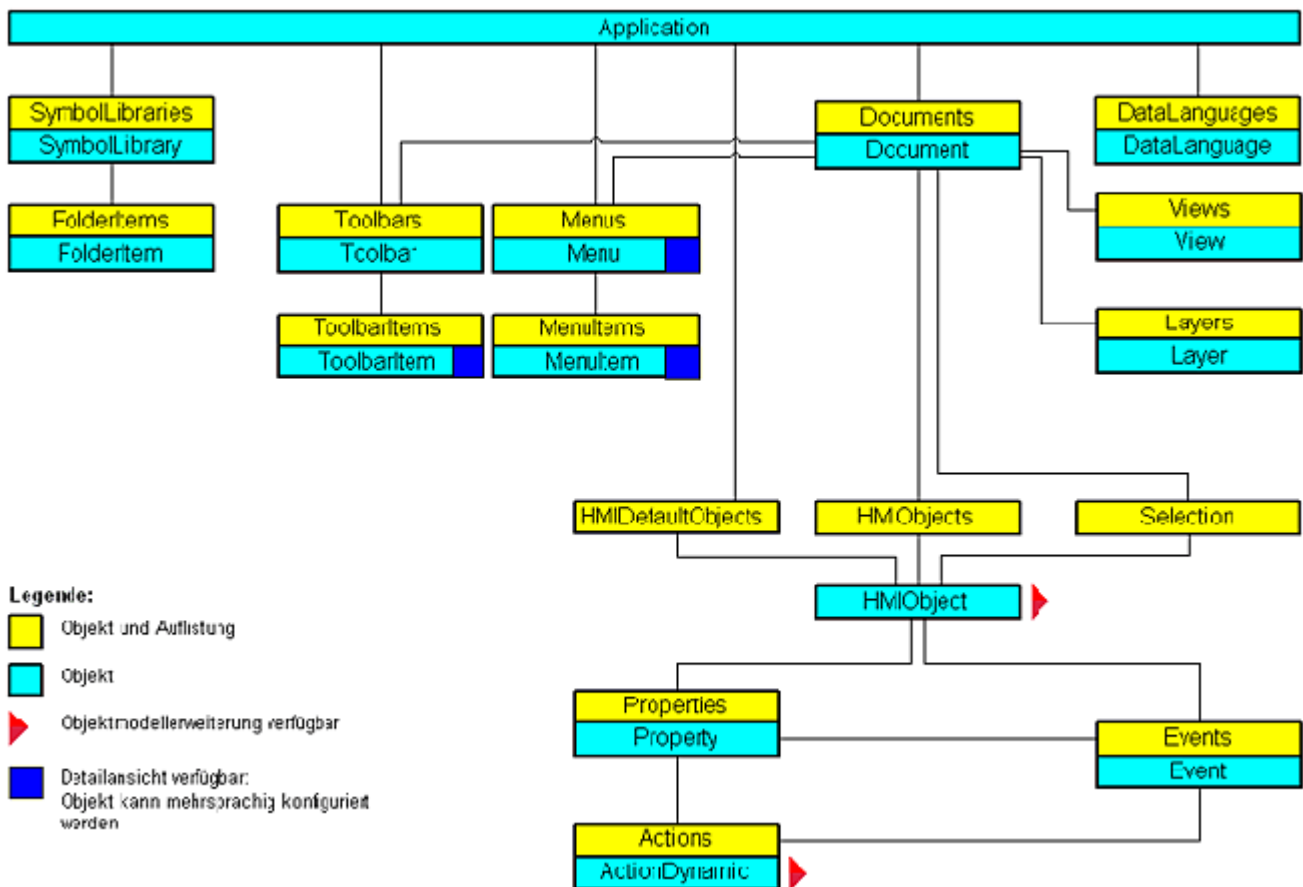 Application
SymbolLibraries
SymbolLibrary
Documents
Document
DataLanguages
DataLanguage
FolderItems
FolderItem
Toolbars
Toolbar
Menus
Menu
Views
View
ToolbarItems
ToolbarItem
MenuItems
MenuItem
Layers
Layer
HMIDefaultObjects
HMIObjects
Selection
HMIObject
Legende:
Objekt und Auflistung
Objekt
Objektmodellerweiterung verfügbar
Detailansicht verfügbar:
Objekt kann mehrsprachig konfiguriert
werden
Properties
Property
Events
Event
Actions
ActionDynamic